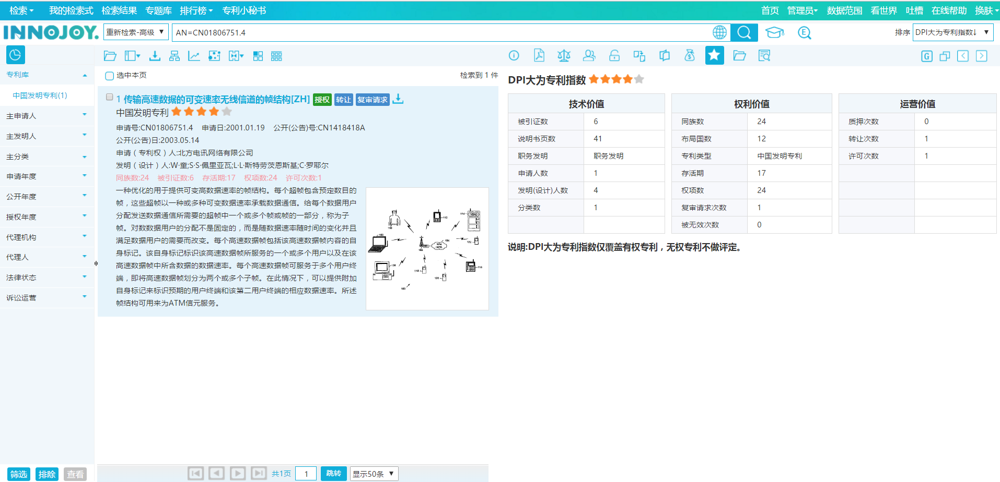 检索 我的检索式 检索结果 专题库 排行榜 专利小秘书 首页 管理员 数据范围 看世界 吐槽 在线帮助 换肤
INNOJOY. 重新检索-高级 AN=CN01806751.4 排序 DPI大为专利指数↓
专利库
中国发明专利(1)
主申请人
主发明人
主分类
申请年度
公开年度
授权年度
代理机构
代理人
法律状态
诉讼运营
筛选 排除 查看
选中本页 检索到 1 件
1 传输高速数据的可变速率无线信道的帧结构[ZH] 授权 转让 复审请求
中国发明专利
申请号:CN01806751.4 申请日:2001.01.19 公开(公告)号:CN1418418A
公开(公告)日:2003.05.14
申请（专利权）人:北方电讯网络有限公司
发明（设计）人:W·童;S·S·佩里亚瓦;L·L·斯特劳茨恩斯基;C·罗耶尔
同族数:24 被引证数:6 存活期:17 权项数:24 许可次数:1
一种优化的用于提供可变高数据速率的帧结构。每个超帧包含预定数目的
帧，这些超帧以一种或多种可变数据速率承载数据通信。给每个数据用户
分配发送数据通信所需要的超帧中一个或多个帧或帧的一部分，称为子
帧。对数数据用户的分配不是固定的，而是随数据速率随时间的变化并且
满足数据用户的需要而改变。每个高速数据帧包括该高速数据帧内容的自
身标记。该自身标记标识该高速数据帧所服务的一个或多个用户以及在该
高速数据帧中所含数据的数据速率。每个高速数据帧可服务于多个用户终
端，即将高速数据帧划分为两个或多个子帧。在此情况下，可以提供附加
自身标记来标识预期的用户终端和该第二用户终端的相应数据速率。所述
帧结构可用来为ATM信元服务。
共1页 1 跳转 显示50条
DPI大为专利指数
技术价值
被引证数 6
说明书页数 41
职务发明 职务发明
申请人数 1
发明(设计)人数 4
分类数 1
权利价值
同族数 24
布局国数 12
专利类型 中国发明专利
存活期 17
权项数 24
复审请求次数 1
被无效次数 0
运营价值
质押次数 0
转让次数 1
许可次数 1
说明:DPI大为专利指数仅覆盖有权专利，无权专利不做评定。